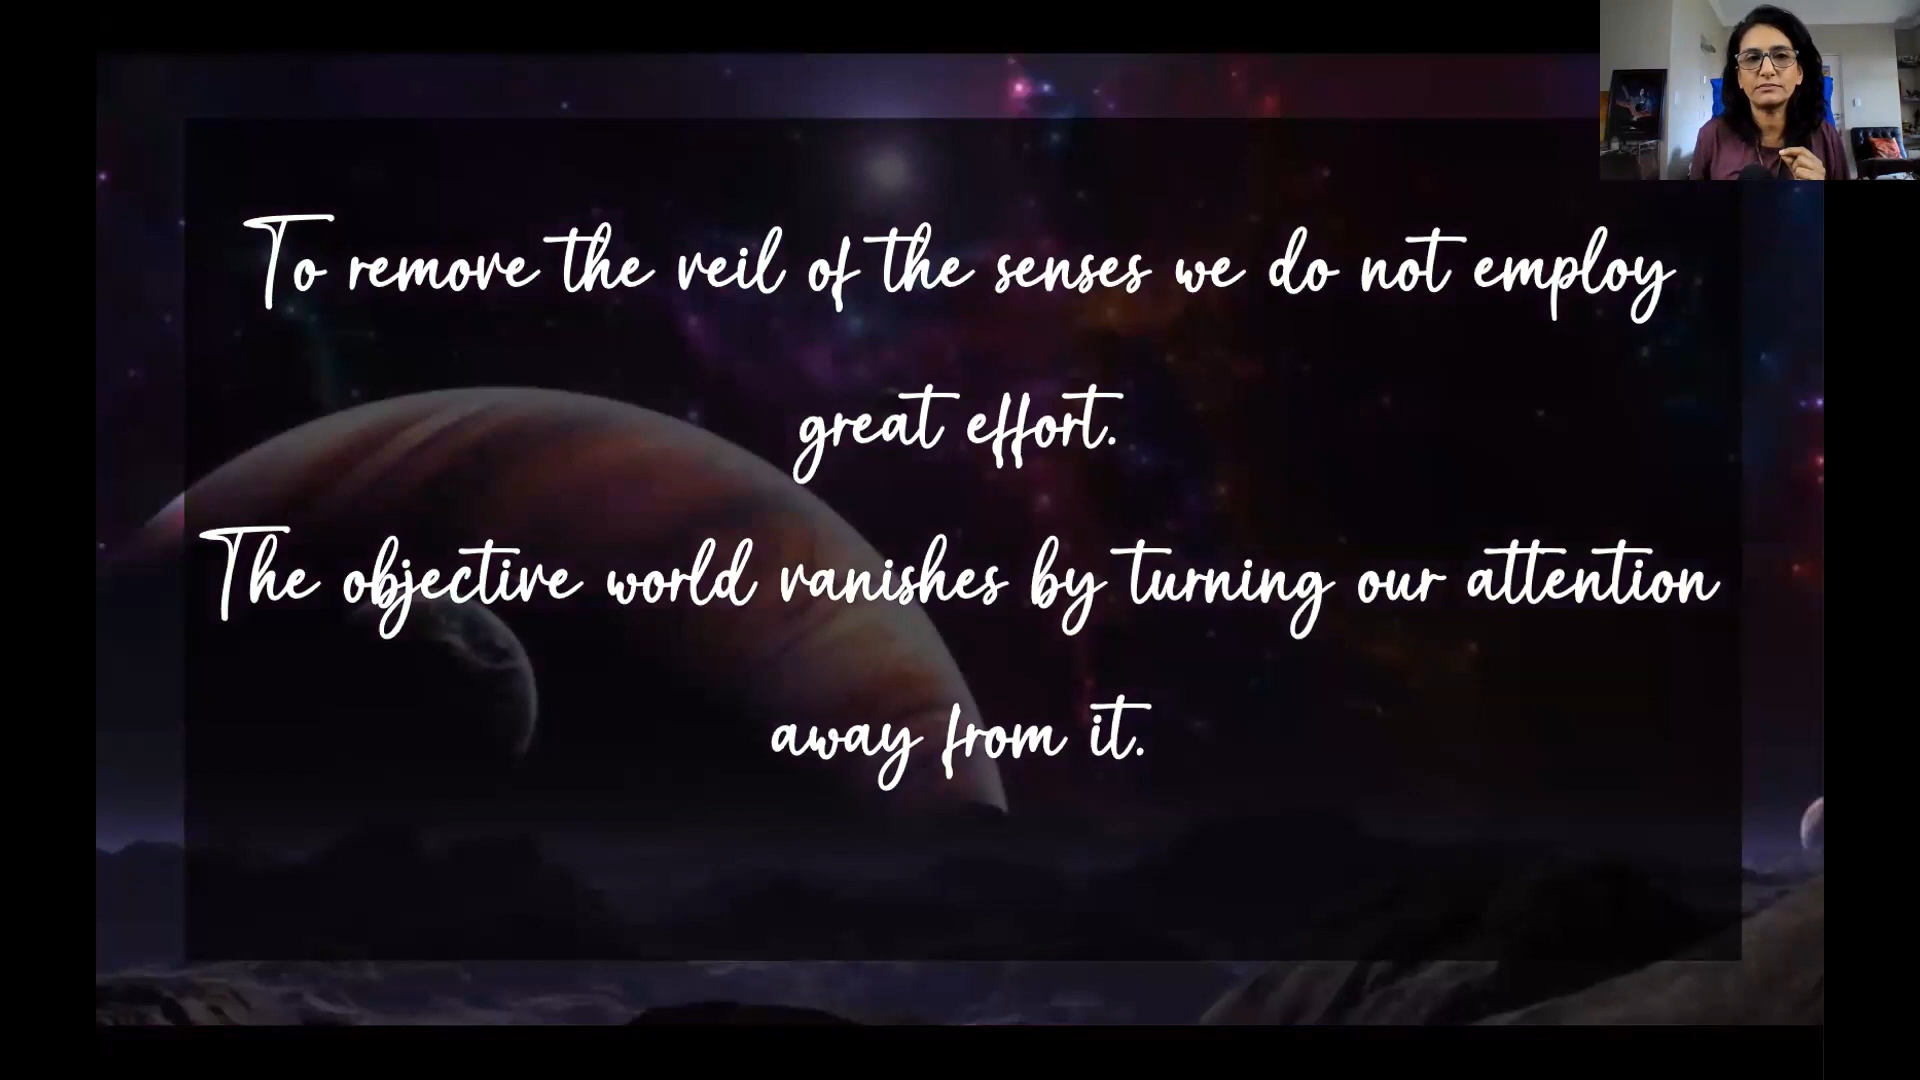 To remove the veil of the senses we do not employ
great effort.
The objective world vanishes by turning our attention
away from it.